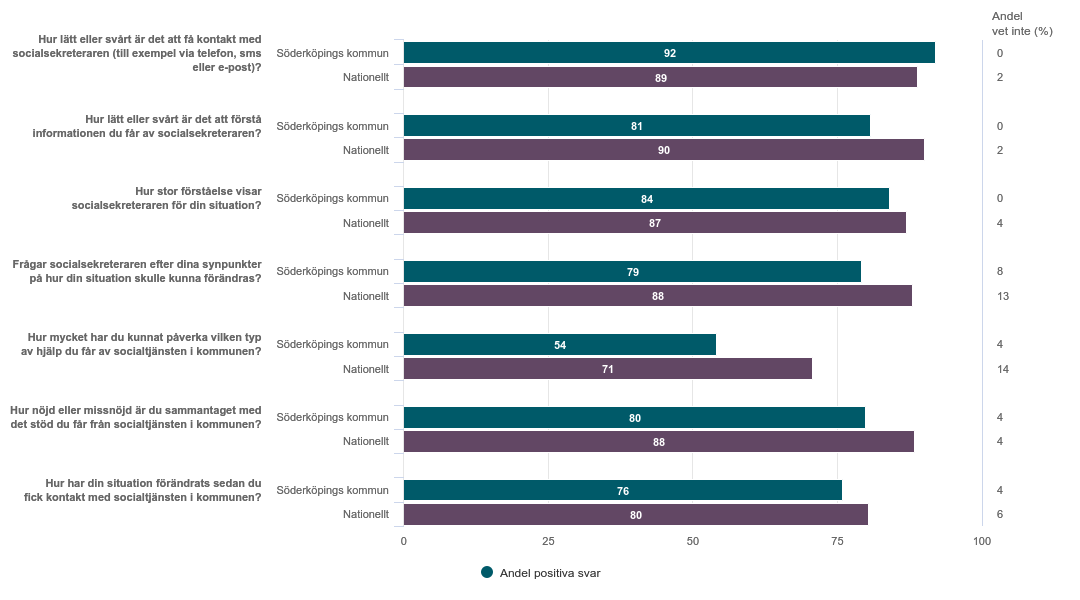 Andel
vet inte (%)
Hur lätt eller svårt är det att få kontakt med
socialsekreteraren (till exempel via telefon, sms
eller e-post)?
Söderköpings kommun 92 0
Nationellt 89 2
Hur lätt eller svårt är det att förstå
informationen du får av socialsekreteraren?
Söderköpings kommun 81 0
Nationellt 90 2
Hur stor förståelse visar
socialsekreteraren för din situation?
Söderköpings kommun 84 0
Nationellt 87 4
Frågar socialsekreteraren efter dina synpunkter
på hur din situation skulle kunna förändras?
Söderköpings kommun 79 8
Nationellt 88 13
Hur mycket har du kunnat påverka vilken typ
av hjälp du får av socialtjänsten i kommunen?
Söderköpings kommun 54 4
Nationellt 71 14
Hur nöjd eller missnöjd är du sammantaget med
det stöd du får från socialtjänsten i kommunen?
Söderköpings kommun 80 4
Nationellt 88 4
Hur har din situation förändrats sedan du
fick kontakt med socialtjänsten i kommunen?
Söderköpings kommun 76 4
Nationellt 80 6
0 25 50 75 100
Andel positiva svar